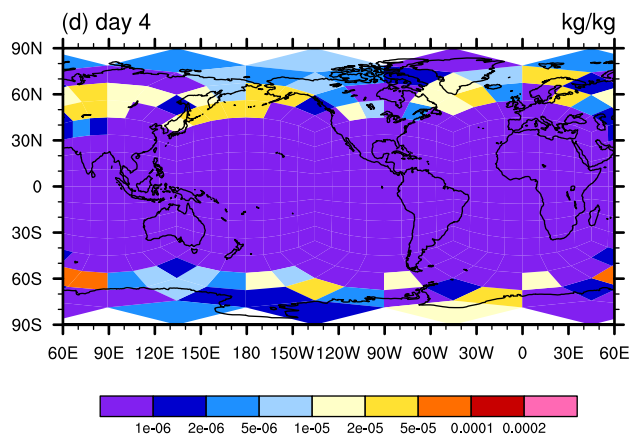 (d) day 4 kg/kg
90N
60N
30N
0
30S
60S
90S
60E 90E 120E 150E 180 150W 120W 90W 60W 30W 0 30E 60E
1e-06 2e-06 5e-06 1e-05 2e-05 5e-05 0.0001 0.0002